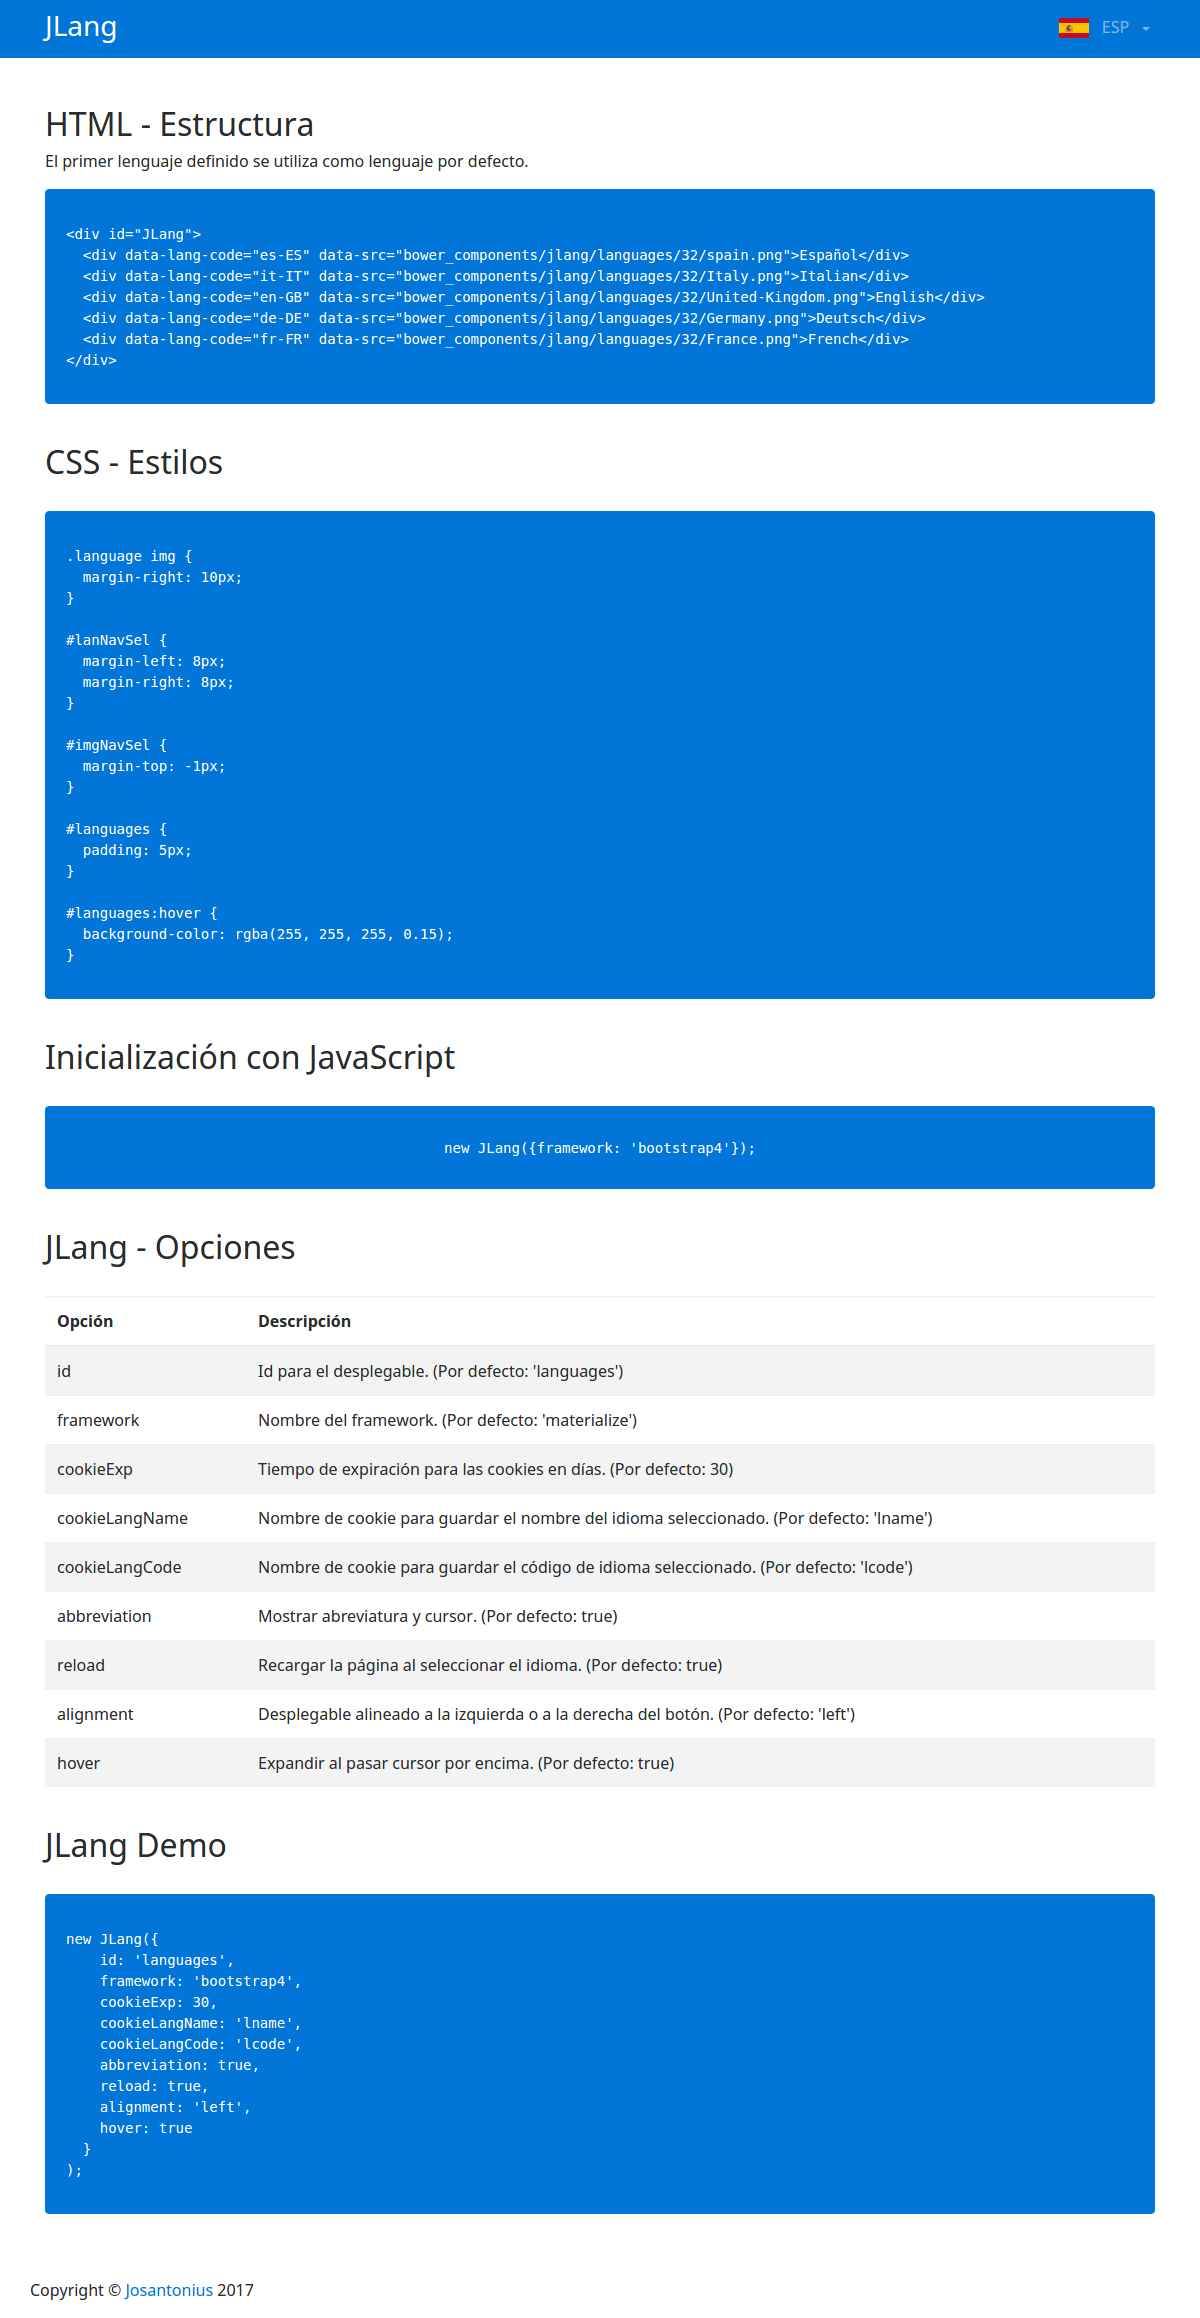 JLang
ESP
HTML - Estructura
El primer lenguaje definido se utiliza como lenguaje por defecto.
<div id="JLang">
  <div data-lang-code="es-ES" data-src="bower_components/jlang/languages/32/spain.png">Español</div>
  <div data-lang-code="it-IT" data-src="bower_components/jlang/languages/32/Italy.png">Italian</div>
  <div data-lang-code="en-GB" data-src="bower_components/jlang/languages/32/United-Kingdom.png">English</div>
  <div data-lang-code="de-DE" data-src="bower_components/jlang/languages/32/Germany.png">Deutsch</div>
  <div data-lang-code="fr-FR" data-src="bower_components/jlang/languages/32/France.png">French</div>
</div>
CSS - Estilos
.language img {
  margin-right: 10px;
}
#lanNavSel {
  margin-left: 8px;
  margin-right: 8px;
}
#imgNavSel {
  margin-top: -1px;
}
#languages {
  padding: 5px;
}
#languages:hover {
  background-color: rgba(255, 255, 255, 0.15);
}
Inicialización con JavaScript
new JLang({framework: 'bootstrap4'});
JLang - Opciones
Opción Descripción
id Id para el desplegable. (Por defecto: 'languages')
framework Nombre del framework. (Por defecto: 'materialize')
cookieExp Tiempo de expiración para las cookies en días. (Por defecto: 30)
cookieLangName Nombre de cookie para guardar el nombre del idioma seleccionado. (Por defecto: 'lname')
cookieLangCode Nombre de cookie para guardar el código de idioma seleccionado. (Por defecto: 'lcode')
abbreviation Mostrar abreviatura y cursor. (Por defecto: true)
reload Recargar la página al seleccionar el idioma. (Por defecto: true)
alignment Desplegable alineado a la izquierda o a la derecha del botón. (Por defecto: 'left')
hover Expandir al pasar cursor por encima. (Por defecto: true)
JLang Demo
new JLang({
    id: 'languages',
    framework: 'bootstrap4',
    cookieExp: 30,
    cookieLangName: 'lname',
    cookieLangCode: 'lcode',
    abbreviation: true,
    reload: true,
    alignment: 'left',
    hover: true
  }
);
Copyright © Josantonius 2017